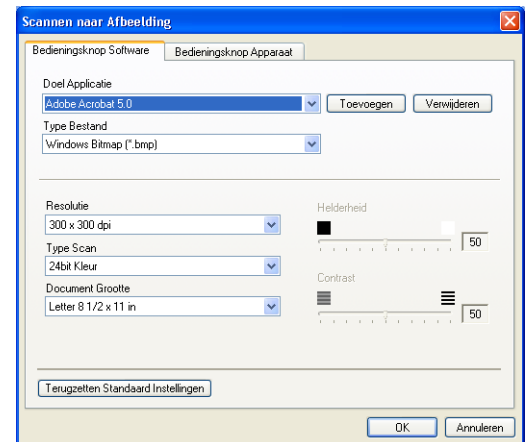 Scannen naar Afbeelding
Bedieningsknop Software Bedieningsknop Apparaat
Doel Applicatie
Adobe Acrobat 5.0 Toevoegen Verwijderen
Type Bestand
Windows Bitmap (*.bmp)
Resolutie Helderheid
300 x 300 dpi
50
Type Scan
24bit Kleur
Contrast
Document Grootte
Letter 8 1/2 x 11 in
50
Terugzetten Standaard Instellingen
OK Annuleren